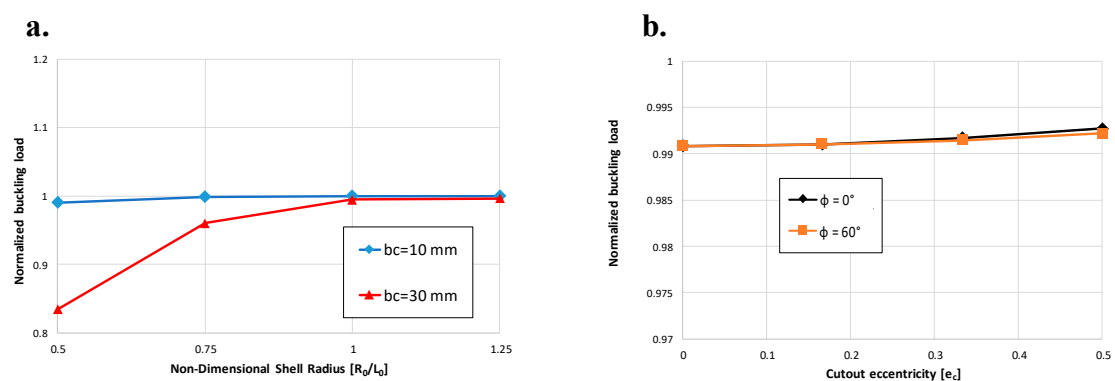 a.
1.2
1.1
1
0.9
0.8
Normalized buckling load
0.5 0.75 1 1.25
Non-Dimensional Shell Radius [R₀/L₀]
bc=10 mm
bc=30 mm
b.
1
0.995
0.99
0.985
0.98
0.975
0.97
Normalized buckling load
0 0.1 0.2 0.3 0.4 0.5
Cutout eccentricity [e_c]
ϕ = 0°
ϕ = 60°